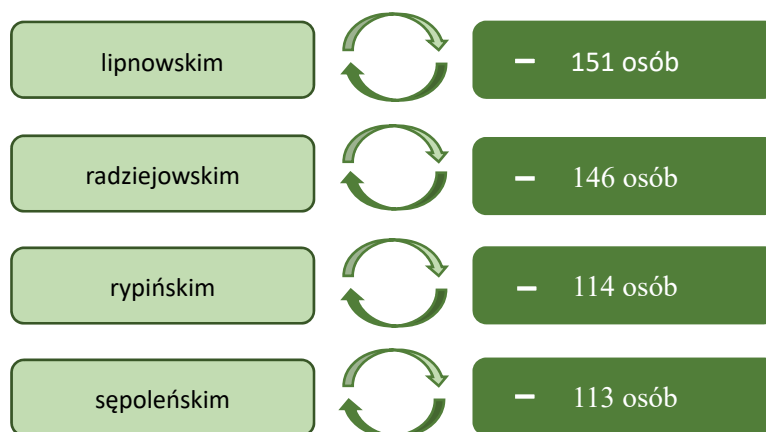 lipnowskim – 151 osób
radziejowskim – 146 osób
rypińskim – 114 osób
sępoleńskim – 113 osób